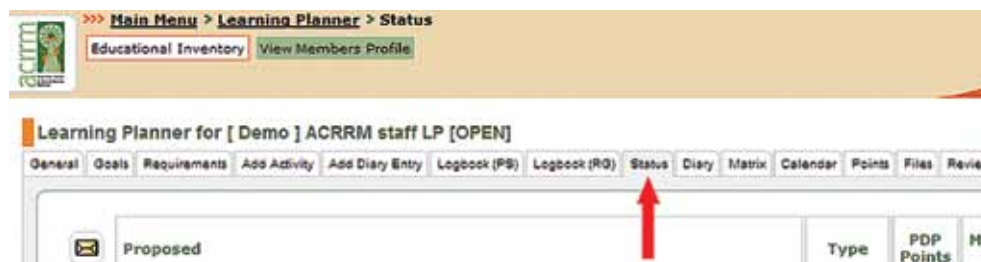 >>> Main Menu > Learning Planner > Status
Educational Inventory View Members Profile
acrrm
Learning Planner for [ Demo ] ACRRM staff LP [OPEN]
General Goals Requirements Add Activity Add Diary Entry Logbook (PS) Logbook (RG) Status Diary Matrix Calendar Points Files Revie
Proposed Type PDP Points M